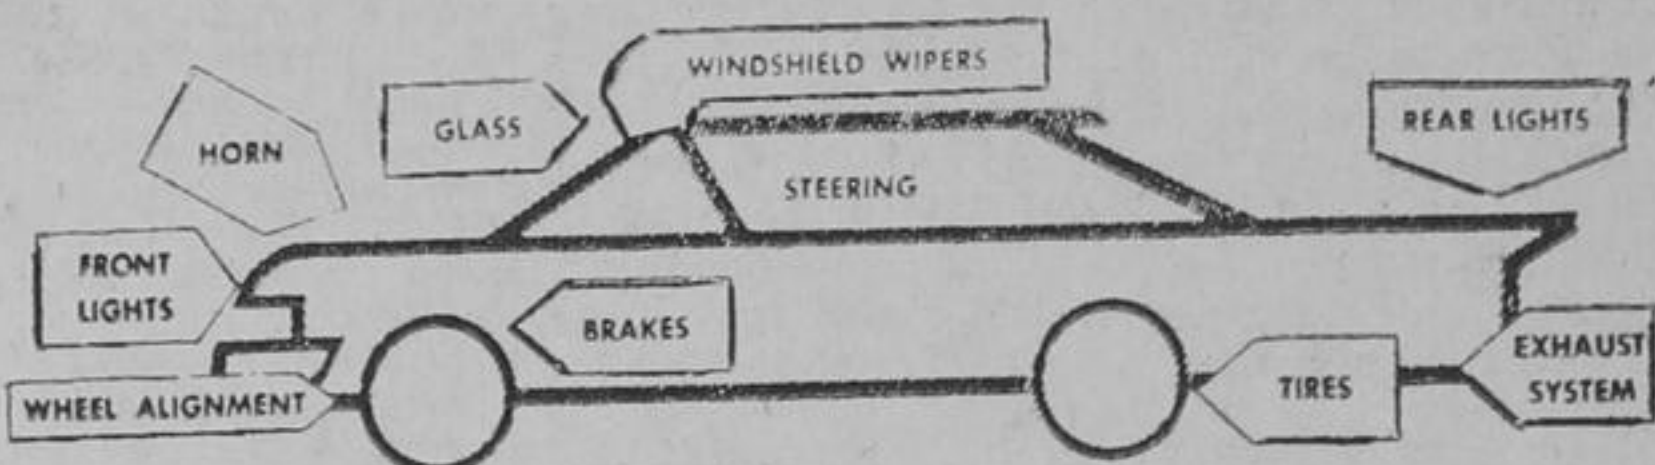 WINDSHIELD WIPERS
GLASS
HORN
REAR LIGHTS
STEERING
FRONT
LIGHTS
BRAKES
EXHAUST
SYSTEM
TIRES
WHEEL ALIGNMENT